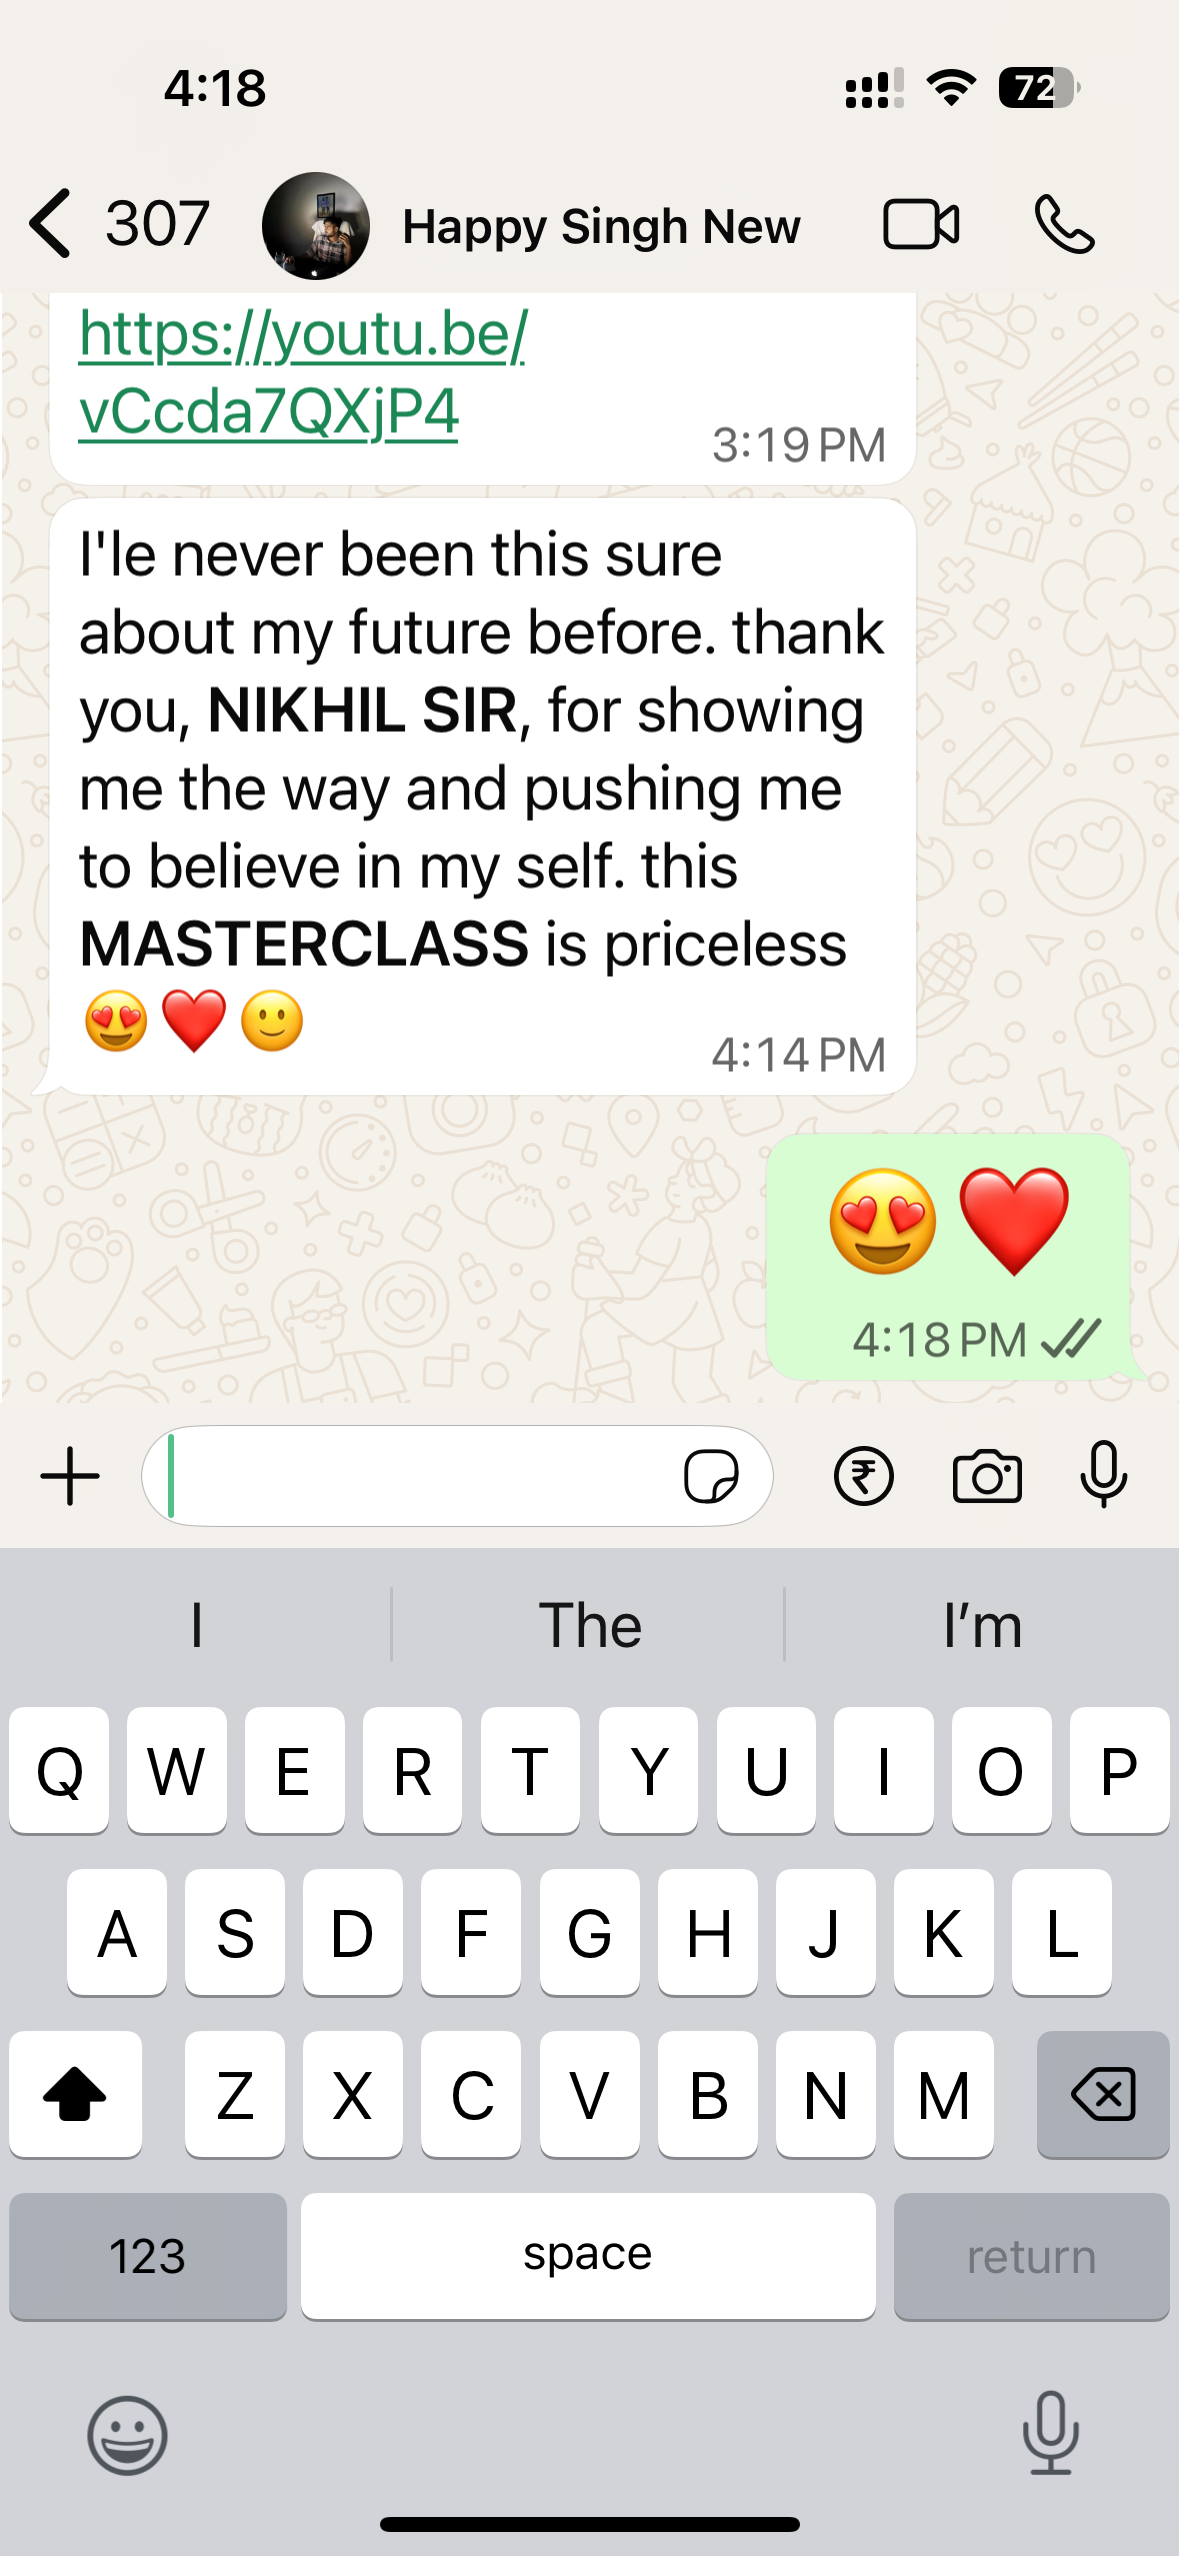 4:18
72
307
Happy Singh New
https://youtu.be/
vCcda7QXjP4
3:19 PM
I'le never been this sure
about my future before. thank
you, NIKHIL SIR, for showing
me the way and pushing me
to believe in my self. this
MASTERCLASS is priceless
😍❤️🙂
4:14 PM
😍❤️
4:18 PM
I The I’m
Q W E R T Y U I O P
A S D F G H J K L
Z X C V B N M
123 space return